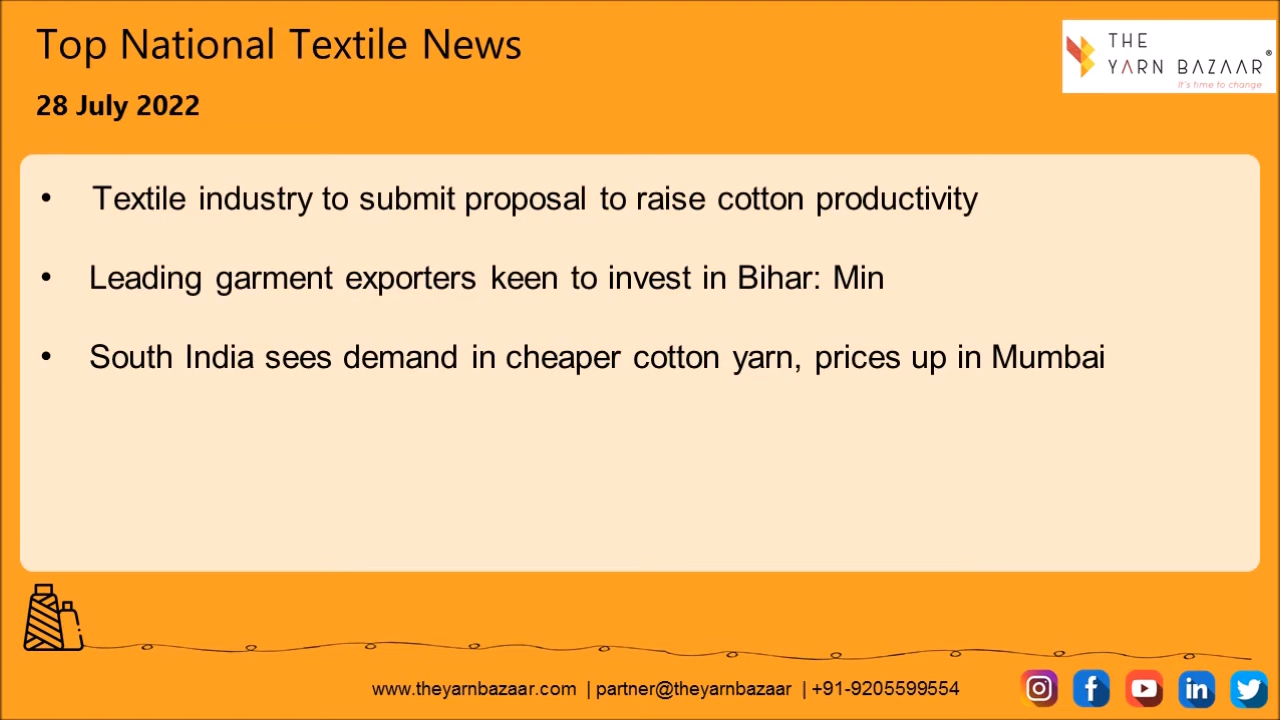 Top National Textile News
28 July 2022
THE
YARN BAZAAR®
It's time to change
• Textile industry to submit proposal to raise cotton productivity
• Leading garment exporters keen to invest in Bihar: Min
• South India sees demand in cheaper cotton yarn, prices up in Mumbai
www.theyarnbazaar.com | partner@theyarnbazaar | +91-9205599554